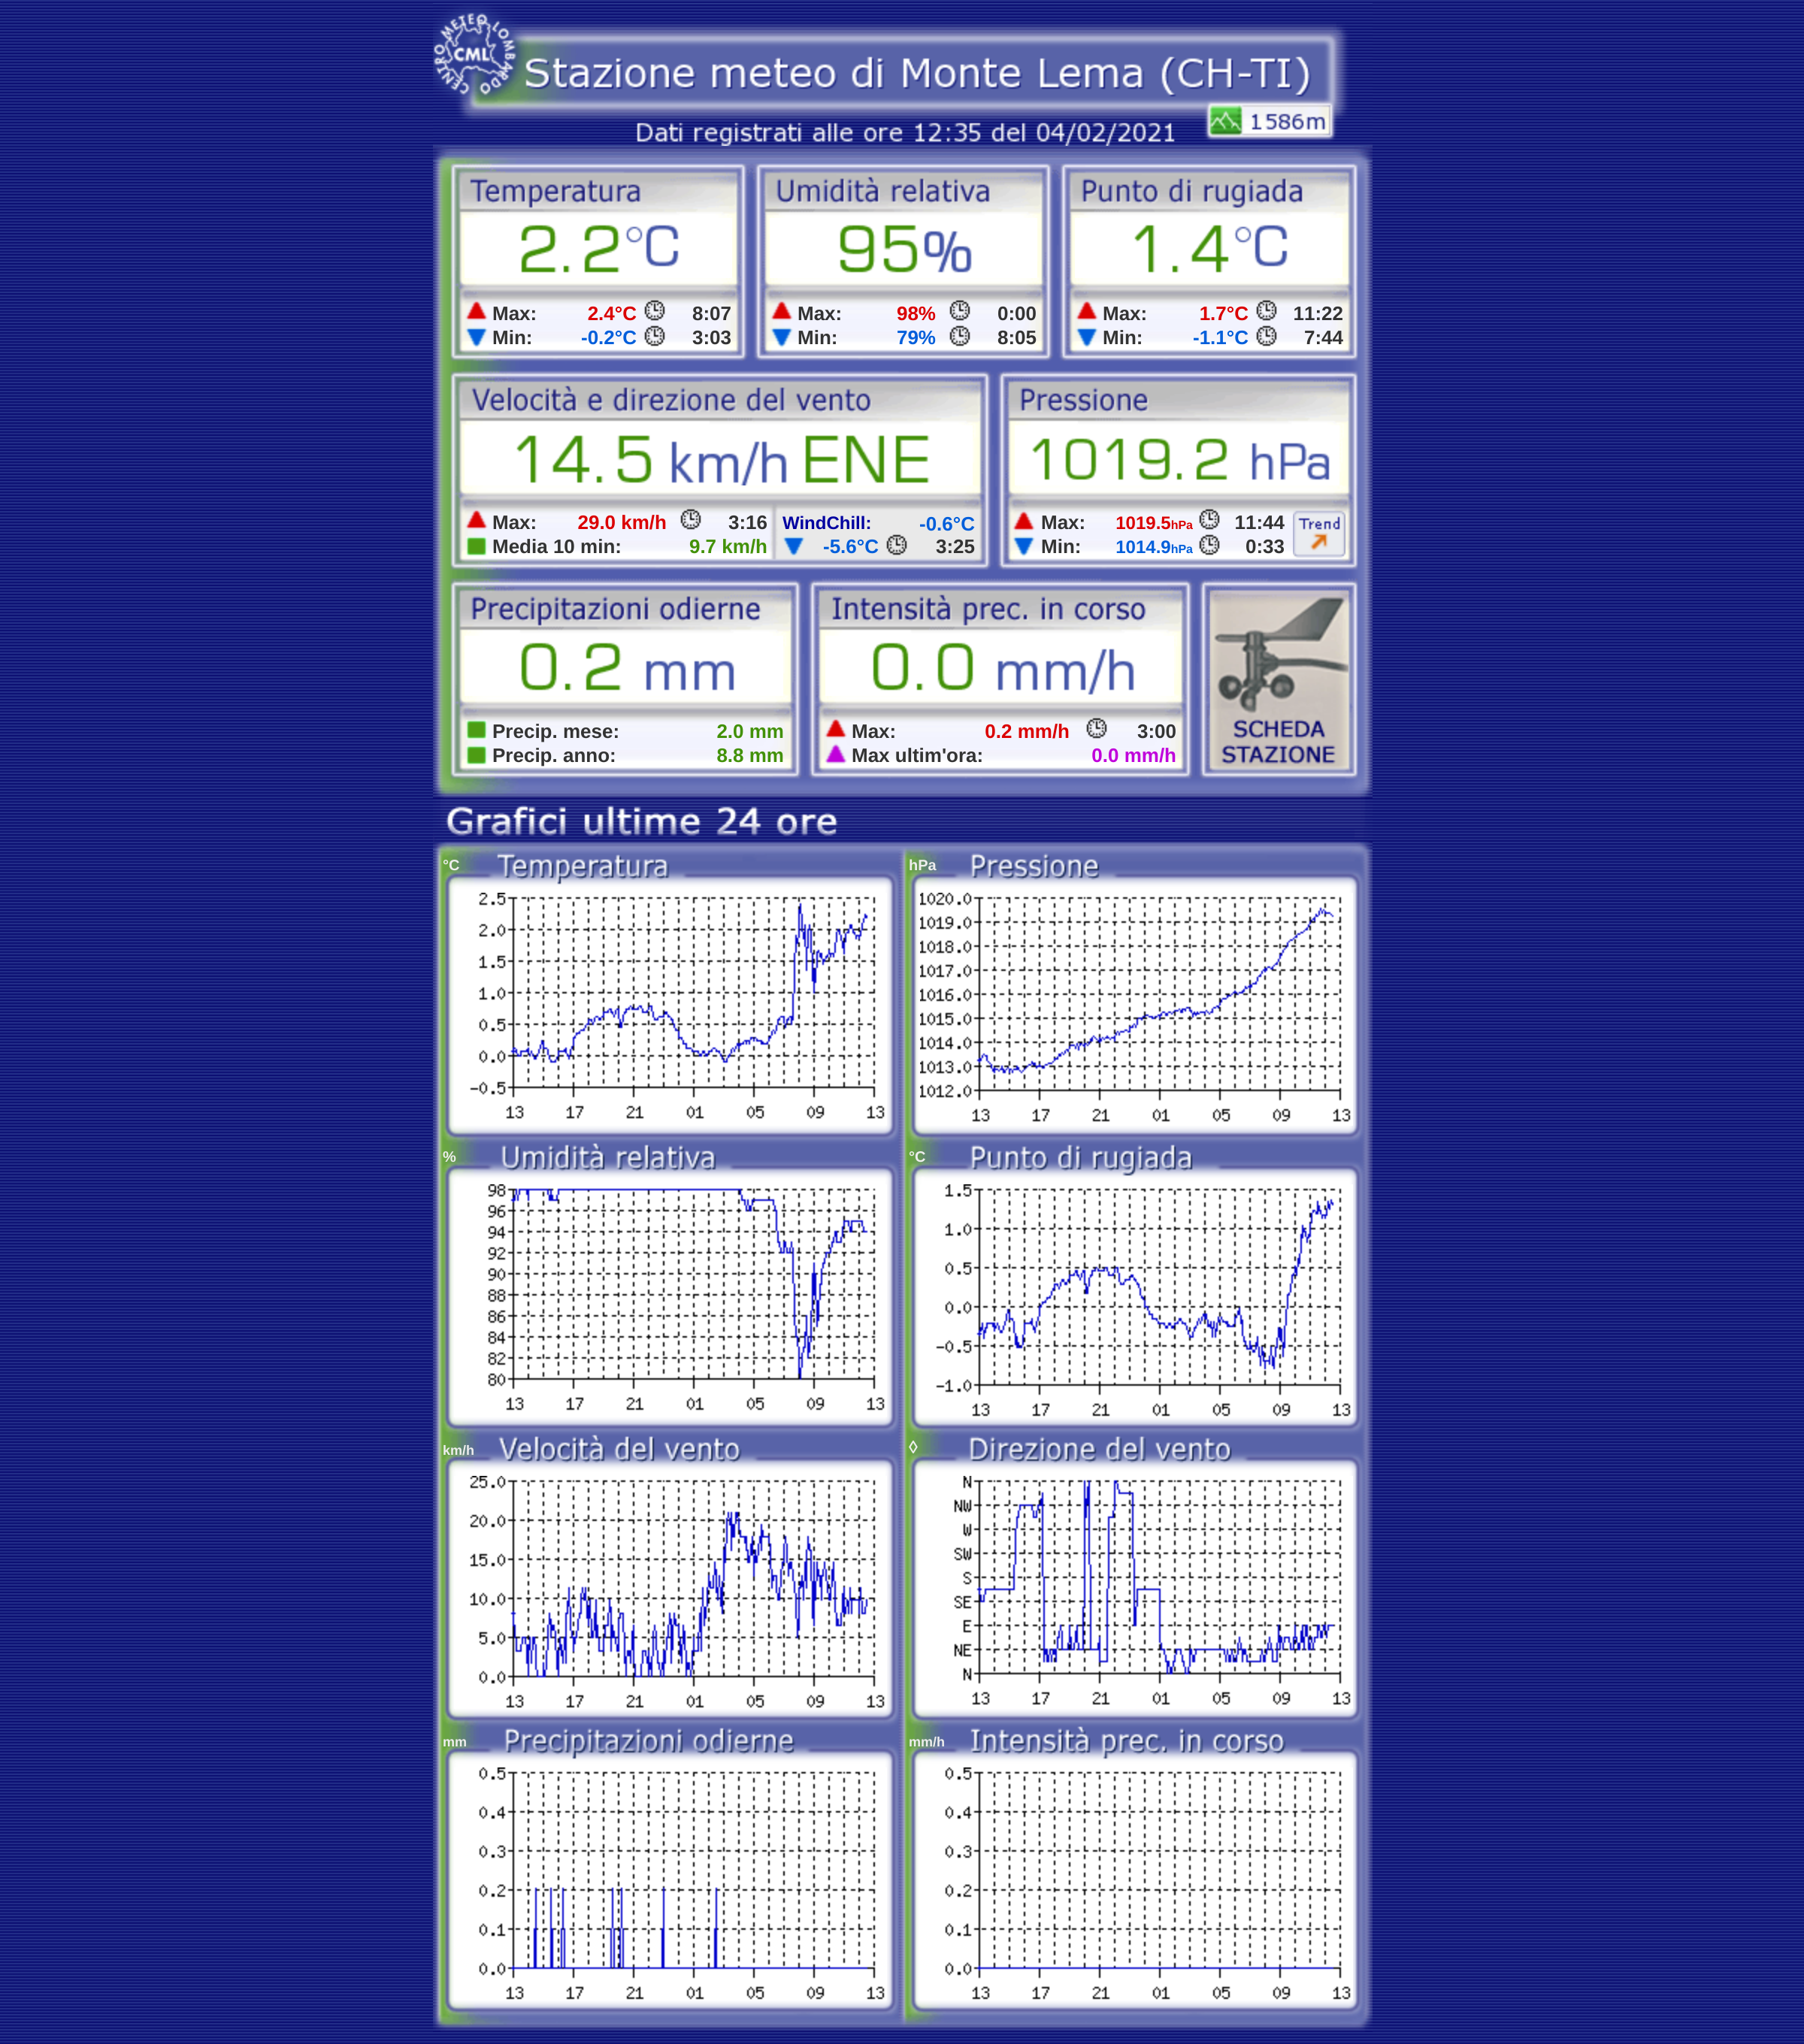 CENTRO METEO LOMBARDO
CML
Stazione meteo di Monte Lema (CH-TI)
1586m
Dati registrati alle ore 12:35 del 04/02/2021
Temperatura Umidità relativa Punto di rugiada
2.2°C 95% 1.4°C
Max: 2.4°C 8:07 Max: 98% 0:00 Max: 1.7°C 11:22
Min: -0.2°C 3:03 Min: 79% 8:05 Min: -1.1°C 7:44
Velocità e direzione del vento Pressione
14.5 km/h ENE 1019.2 hPa
Max: 29.0 km/h 3:16 WindChill: -0.6°C Max: 1019.5hPa 11:44 Trend
Media 10 min: 9.7 km/h -5.6°C 3:25 Min: 1014.9hPa 0:33
Precipitazioni odierne Intensità prec. in corso
0.2 mm 0.0 mm/h
Precip. mese: 2.0 mm Max: 0.2 mm/h 3:00 SCHEDA
Precip. anno: 8.8 mm Max ultim'ora: 0.0 mm/h STAZIONE
Grafici ultime 24 ore
°C Temperatura
2.5
2.0
1.5
1.0
0.5
0.0
-0.5
13 17 21 01 05 09 13
hPa Pressione
1020.0
1019.0
1018.0
1017.0
1016.0
1015.0
1014.0
1013.0
1012.0
13 17 21 01 05 09 13
% Umidità relativa
98
96
94
92
90
88
86
84
82
80
13 17 21 01 05 09 13
°C Punto di rugiada
1.5
1.0
0.5
0.0
-0.5
-1.0
13 17 21 01 05 09 13
km/h Velocità del vento
25.0
20.0
15.0
10.0
5.0
0.0
13 17 21 01 05 09 13
◊ Direzione del vento
N
NW
W
SW
S
SE
E
NE
N
13 17 21 01 05 09 13
mm Precipitazioni odierne
0.5
0.4
0.3
0.2
0.1
0.0
13 17 21 01 05 09 13
mm/h Intensità prec. in corso
0.5
0.4
0.3
0.2
0.1
0.0
13 17 21 01 05 09 13